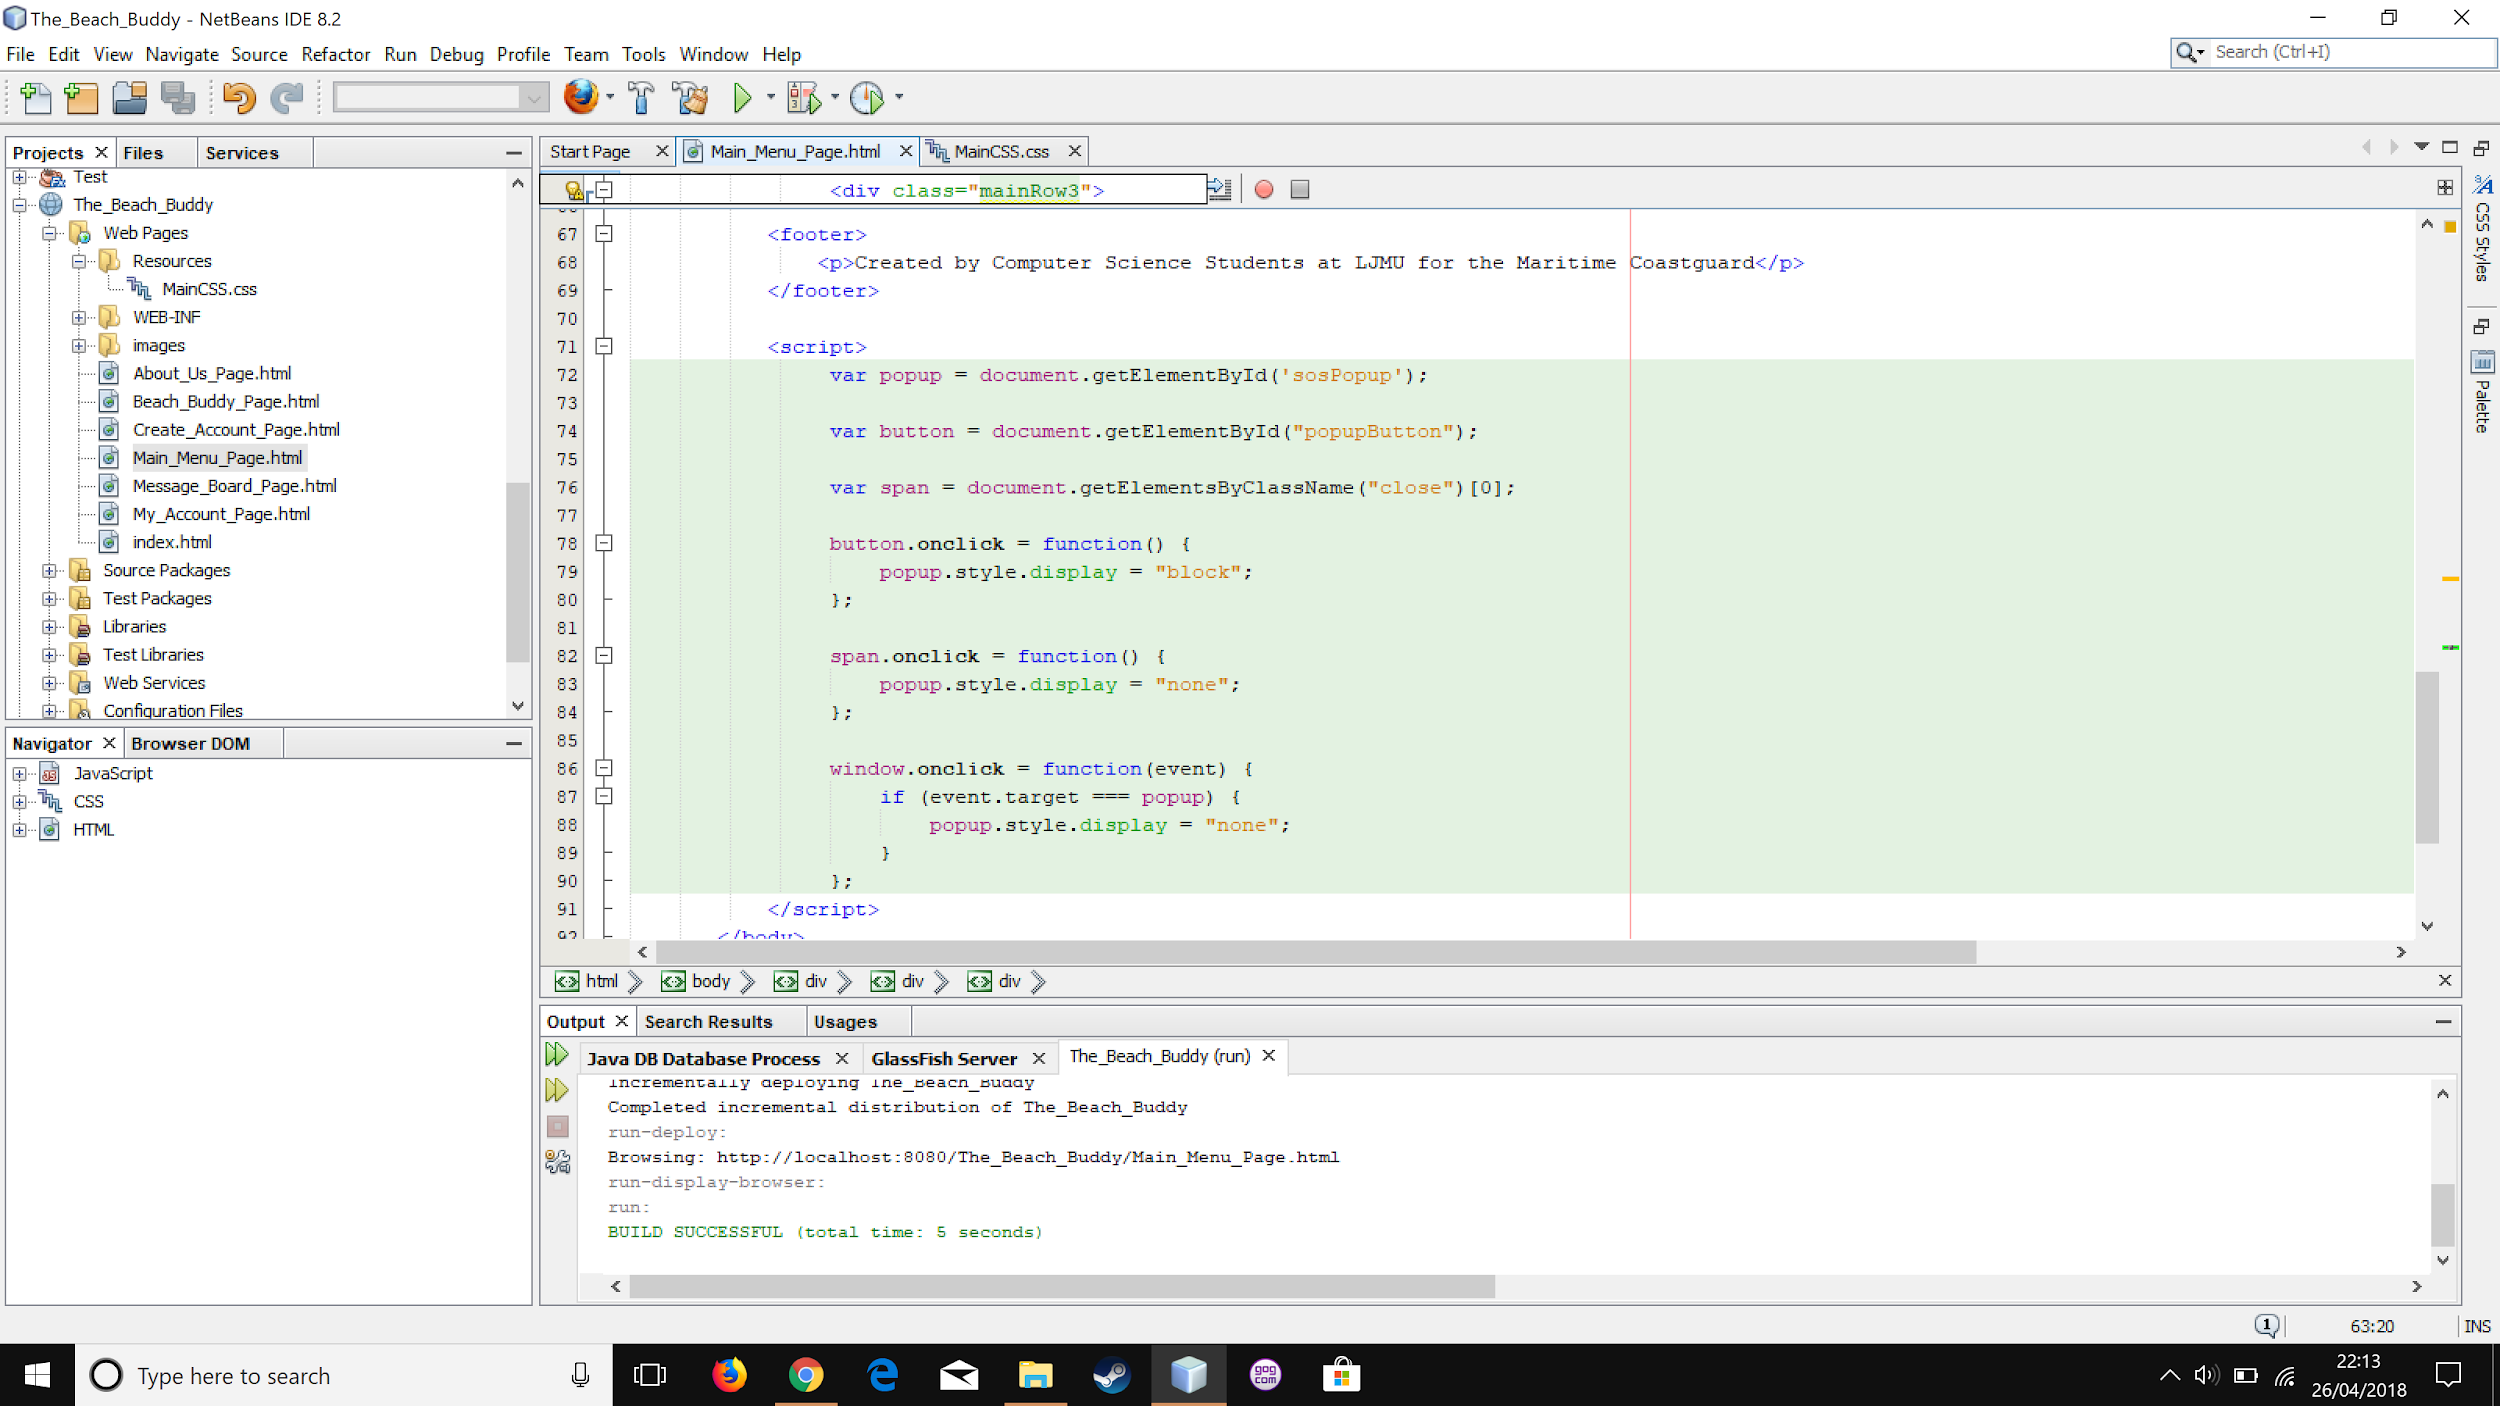 The_Beach_Buddy - NetBeans IDE 8.2
File Edit View Navigate Source Refactor Run Debug Profile Team Tools Window Help
Search (Ctrl+I)
Projects Files Services
Test
The_Beach_Buddy
Web Pages
Resources
MainCSS.css
WEB-INF
images
About_Us_Page.html
Beach_Buddy_Page.html
Create_Account_Page.html
Main_Menu_Page.html
Message_Board_Page.html
My_Account_Page.html
index.html
Source Packages
Test Packages
Libraries
Test Libraries
Web Services
Configuration Files
Navigator Browser DOM
JavaScript
CSS
HTML
Start Page Main_Menu_Page.html MainCSS.css
<div class="mainRow3">
67 <footer>
68 <p>Created by Computer Science Students at LJMU for the Maritime Coastguard</p>
69 </footer>
70
71 <script>
72 var popup = document.getElementById('sosPopup');
73
74 var button = document.getElementById("popupButton");
75
76 var span = document.getElementsByClassName("close")[0];
77
78 button.onclick = function() {
79 popup.style.display = "block";
80 };
81
82 span.onclick = function() {
83 popup.style.display = "none";
84 };
85
86 window.onclick = function(event) {
87 if (event.target === popup) {
88 popup.style.display = "none";
89 }
90 };
91 </script>
92 </body>
html body div div div
CSS Styles
Palette
Output Search Results Usages
Java DB Database Process GlassFish Server The_Beach_Buddy (run)
Incrementally deploying The_Beach_Buddy
Completed incremental distribution of The_Beach_Buddy
run-deploy:
Browsing: http://localhost:8080/The_Beach_Buddy/Main_Menu_Page.html
run-display-browser:
run:
BUILD SUCCESSFUL (total time: 5 seconds)
1 63:20 INS
Type here to search
gog com
22:13
26/04/2018